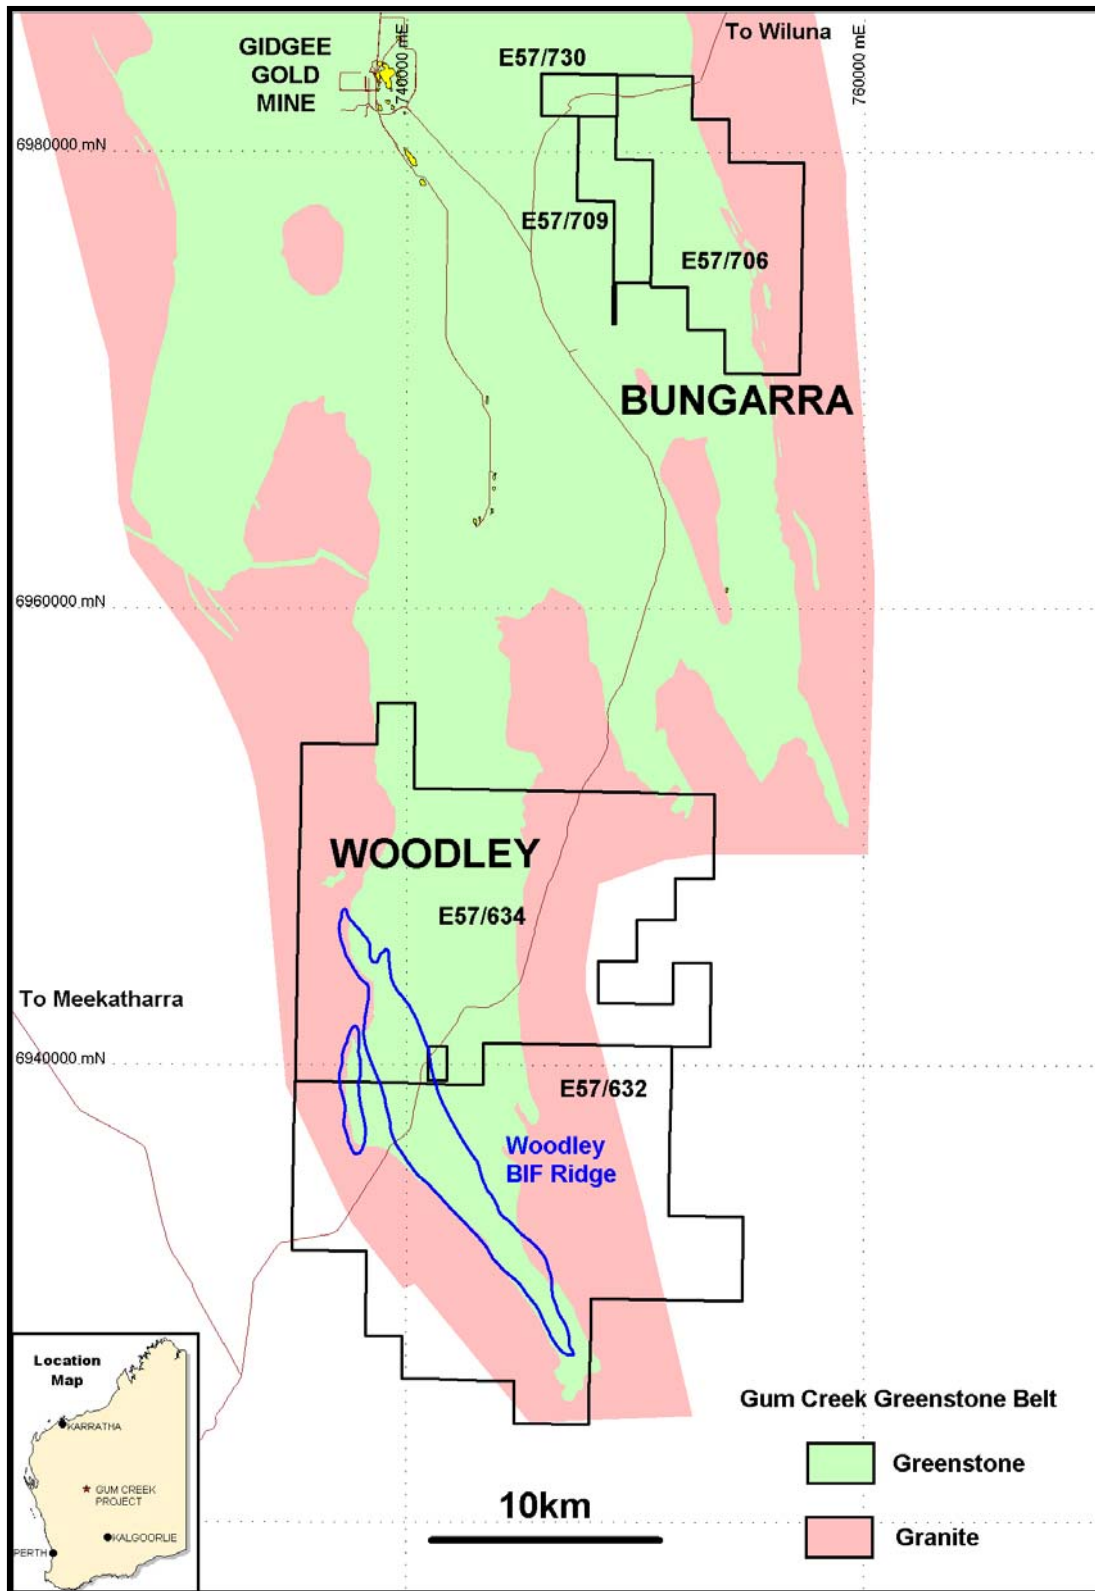 To Wiluna
GIDGEE
GOLD
MINE
740000 mE
760000 mE
E57/730
6980000 mN
E57/709
E57/706
BUNGARRA
6960000 mN
WOODLEY
E57/634
To Meekatharra
6940000 mN
E57/632
Woodley
BIF Ridge
Location
Map
KARRATHA
GUM CREEK
PROJECT
KALGOORLIE
PERTH
10km
Gum Creek Greenstone Belt
Greenstone
Granite